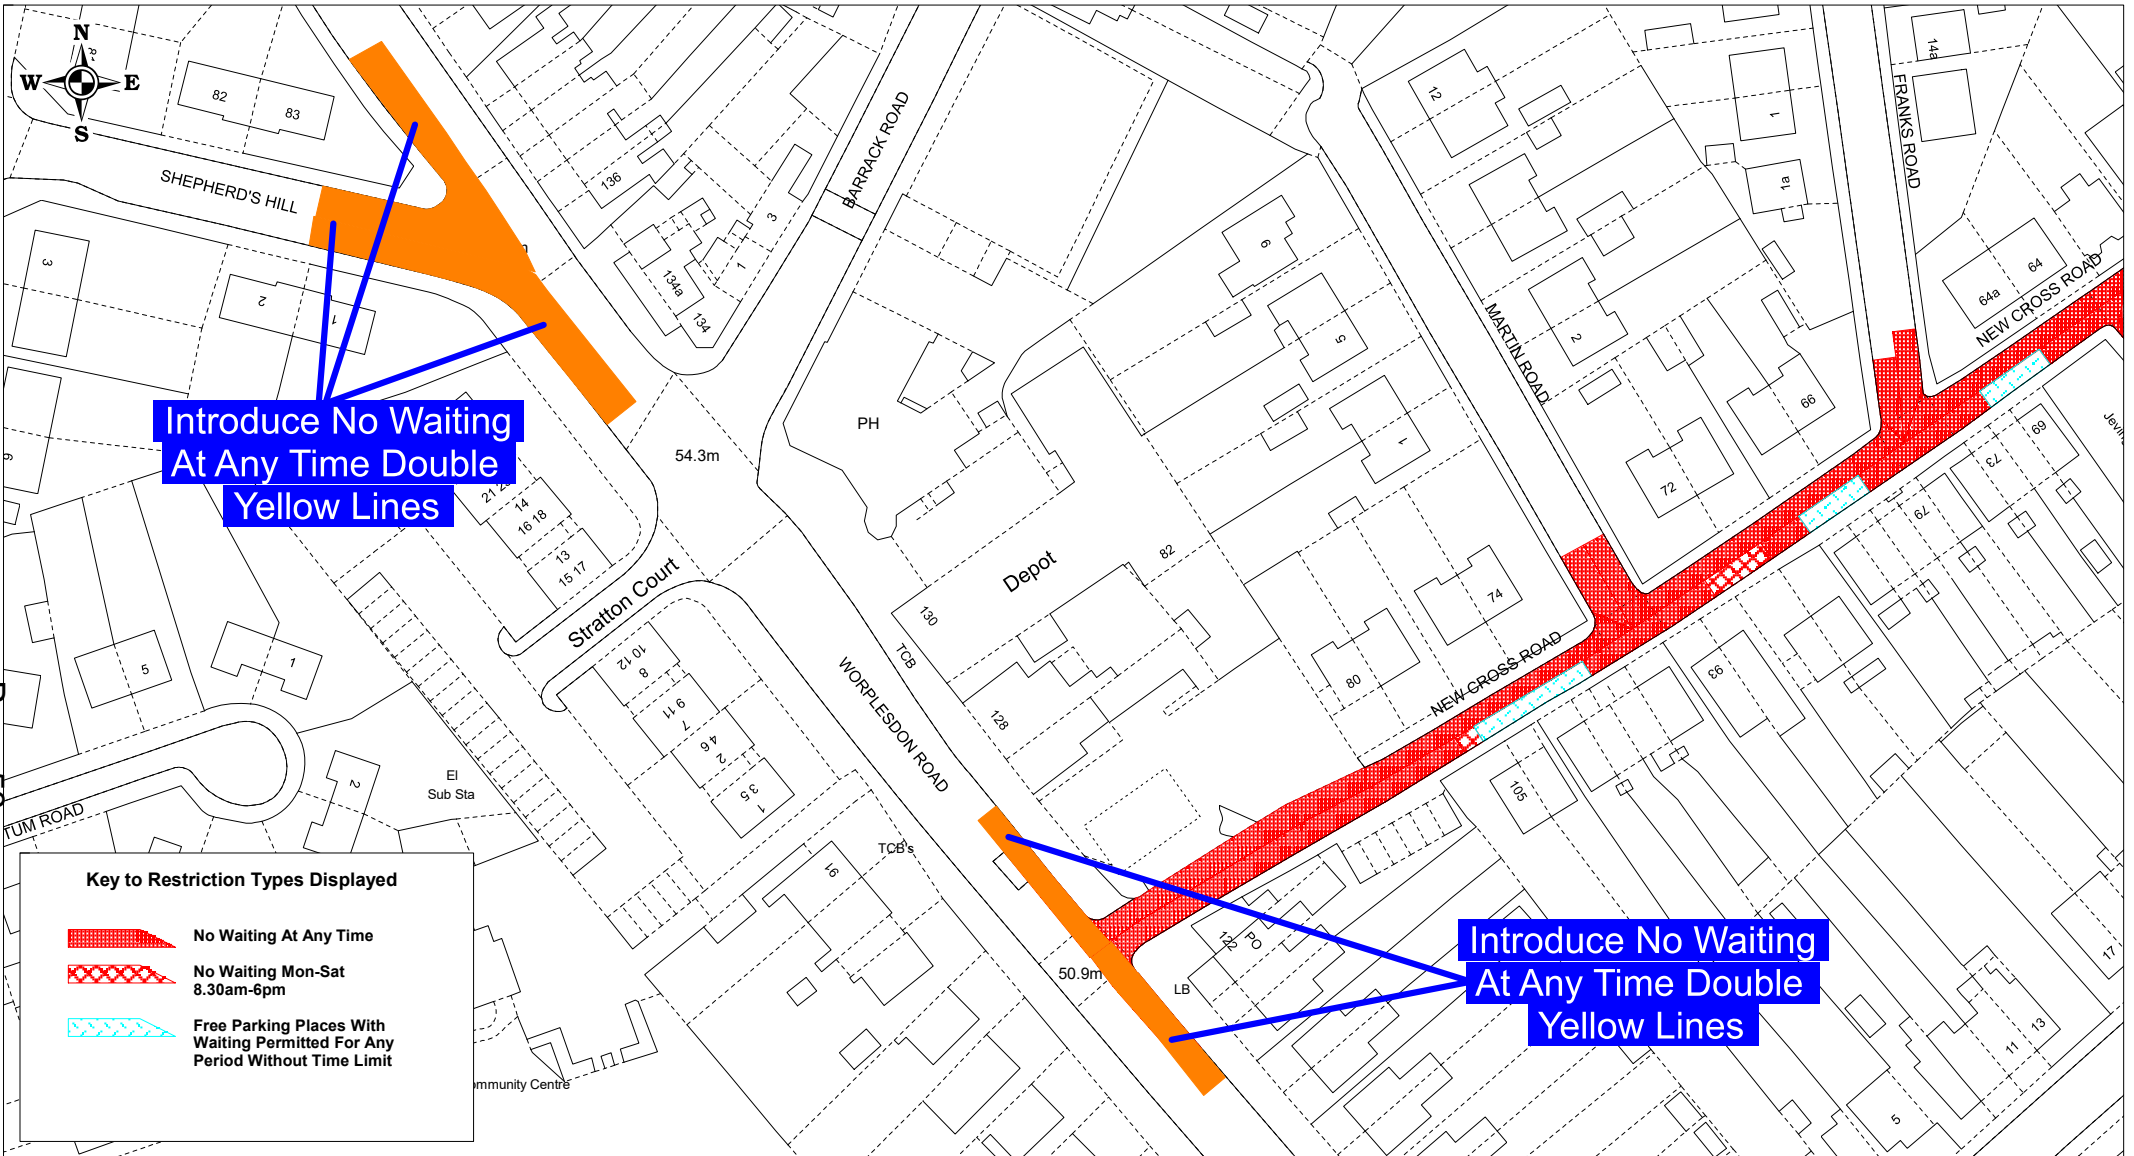 N
W
E
S
82
83
SHEPHERD'S HILL
136
BARRACK ROAD
3
1
134a
134
12
14a
FRANKS ROAD
1
1a
3
2
1
9
5
1
2
MARTIN ROAD
64
64a
NEW CROSS ROAD
66
72
69
73
79
Introduce No Waiting
At Any Time Double
Yellow Lines
54.3m
PH
14
16 18
13
15 17
Stratton Court
Depot
82
130
TCB
74
80
NEW CROSS ROAD
93
105
128
WORPLESDON ROAD
10 12
8
9 11
7
4 6
2
3 5
1
5
1
2
El
Sub Sta
TUM ROAD
TCB's
91
50.9m
LB
122
PO
Introduce No Waiting
At Any Time Double
Yellow Lines
17
13
11
5
ommunity Centre
Key to Restriction Types Displayed
No Waiting At Any Time
No Waiting Mon-Sat
8.30am-6pm
Free Parking Places With
Waiting Permitted For Any
Period Without Time Limit